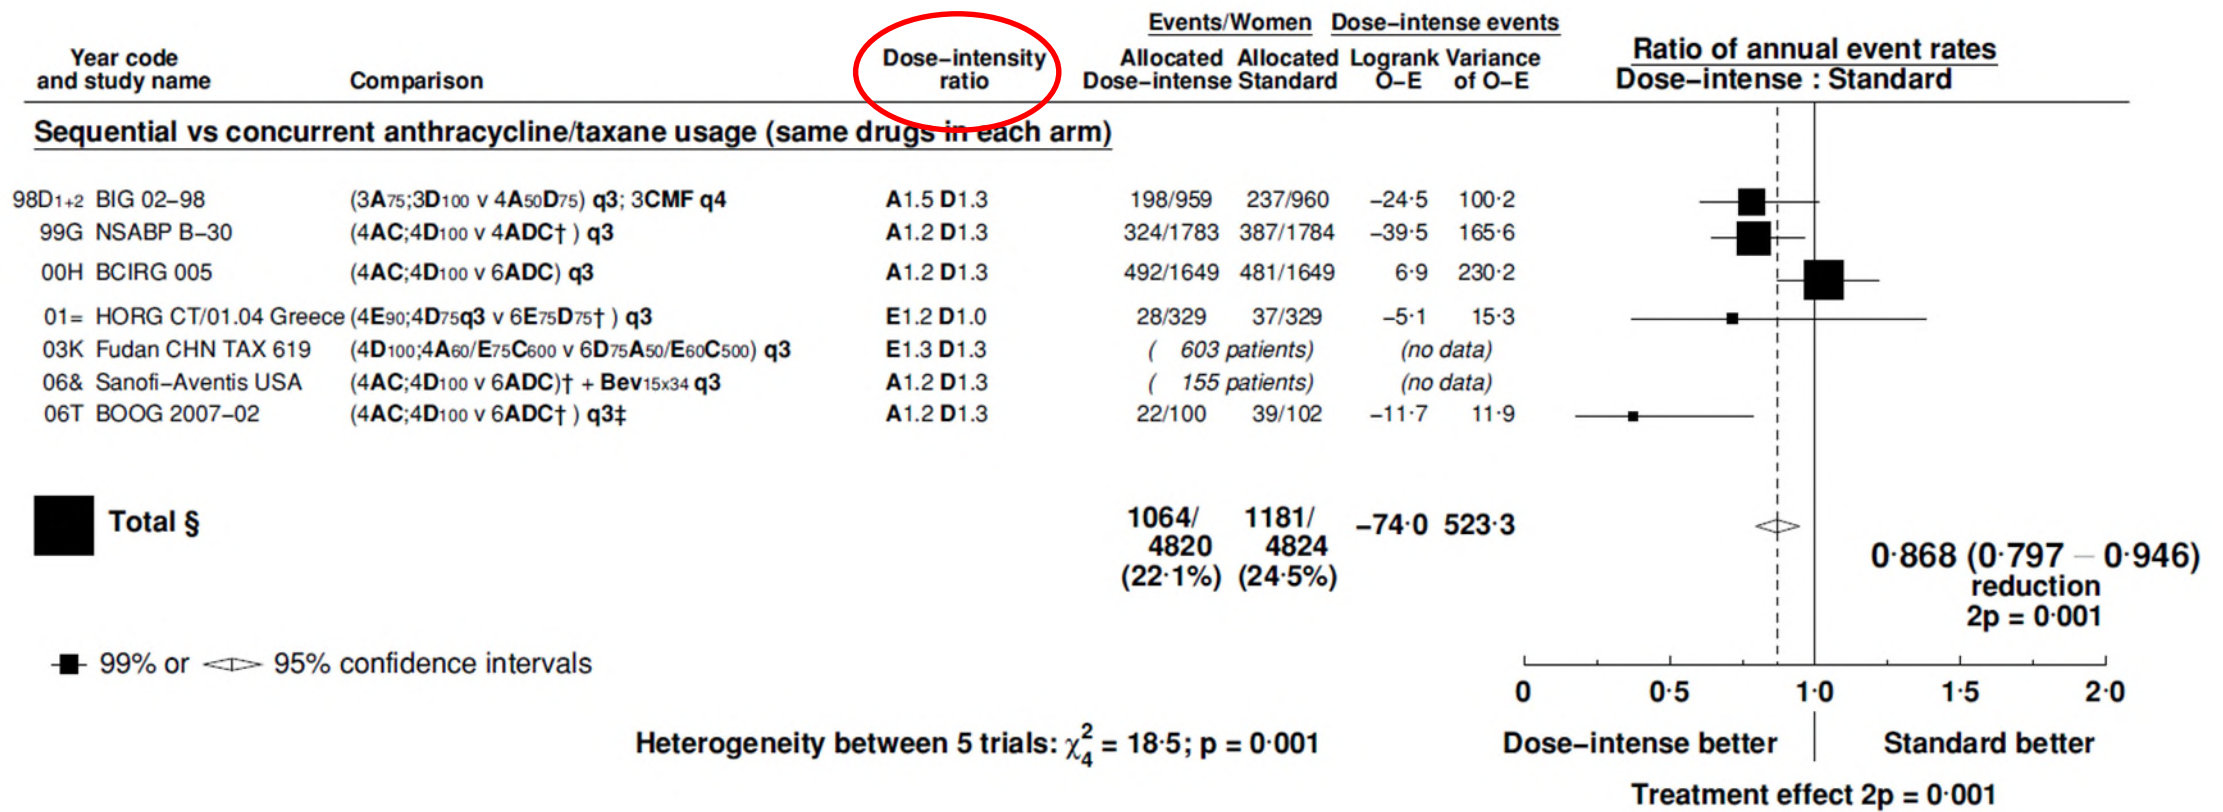 Events/Women Dose–intense events
Year code Dose–intensity Allocated Allocated Logrank Variance Ratio of annual event rates
and study name Comparison ratio Dose–intense Standard O–E of O–E Dose–intense : Standard
Sequential vs concurrent anthracycline/taxane usage (same drugs in each arm)
98D1+2 BIG 02–98 (3A75;3D100 v 4A50D75) q3; 3CMF q4 A1.5 D1.3 198/959 237/960 –24·5 100·2
99G NSABP B–30 (4AC;4D100 v 4ADC† ) q3 A1.2 D1.3 324/1783 387/1784 –39·5 165·6
00H BCIRG 005 (4AC;4D100 v 6ADC) q3 A1.2 D1.3 492/1649 481/1649 6·9 230·2
01= HORG CT/01.04 Greece (4E90;4D75q3 v 6E75D75† ) q3 E1.2 D1.0 28/329 37/329 –5·1 15·3
03K Fudan CHN TAX 619 (4D100;4A60/E75C600 v 6D75A50/E60C500) q3 E1.3 D1.3 ( 603 patients) (no data)
06& Sanofi–Aventis USA (4AC;4D100 v 6ADC)† + Bev15x34 q3 A1.2 D1.3 ( 155 patients) (no data)
06T BOOG 2007–02 (4AC;4D100 v 6ADC† ) q3‡ A1.2 D1.3 22/100 39/102 –11·7 11·9
Total § 1064/ 1181/ –74·0 523·3
4820 4824
(22·1%) (24·5%)
0·868 (0·797 – 0·946)
reduction
2p = 0·001
99% or 95% confidence intervals
0 0·5 1·0 1·5 2·0
Heterogeneity between 5 trials: χ²₄ = 18·5; p = 0·001
Dose–intense better Standard better
Treatment effect 2p = 0·001